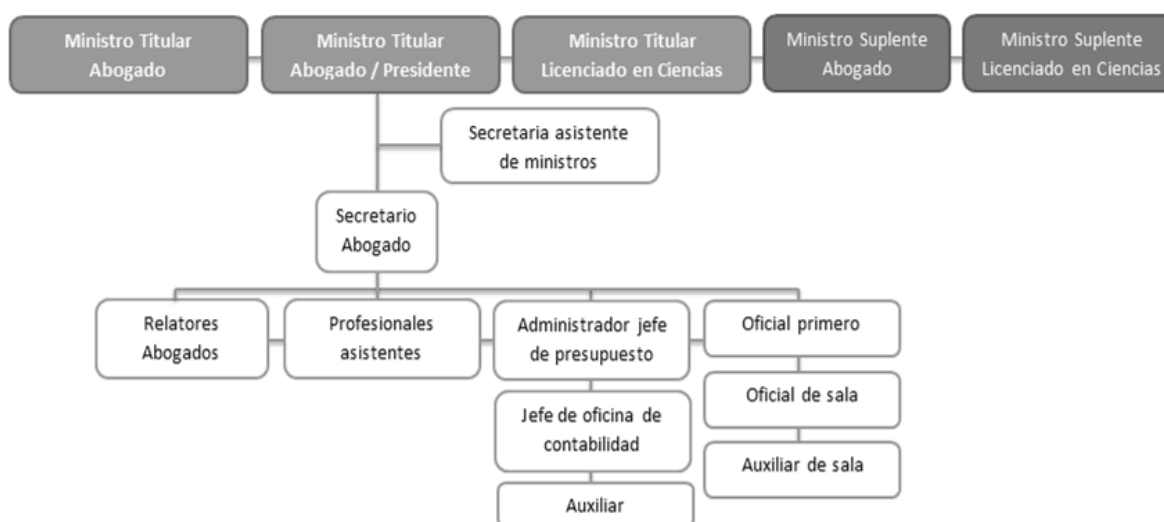 Ministro Titular
Abogado
Ministro Titular
Abogado / Presidente
Ministro Titular
Licenciado en Ciencias
Ministro Suplente
Abogado
Ministro Suplente
Licenciado en Ciencias
Secretaria asistente
de ministros
Secretario
Abogado
Relatores
Abogados
Profesionales
asistentes
Administrador jefe
de presupuesto
Oficial primero
Jefe de oficina de
contabilidad
Oficial de sala
Auxiliar de sala
Auxiliar